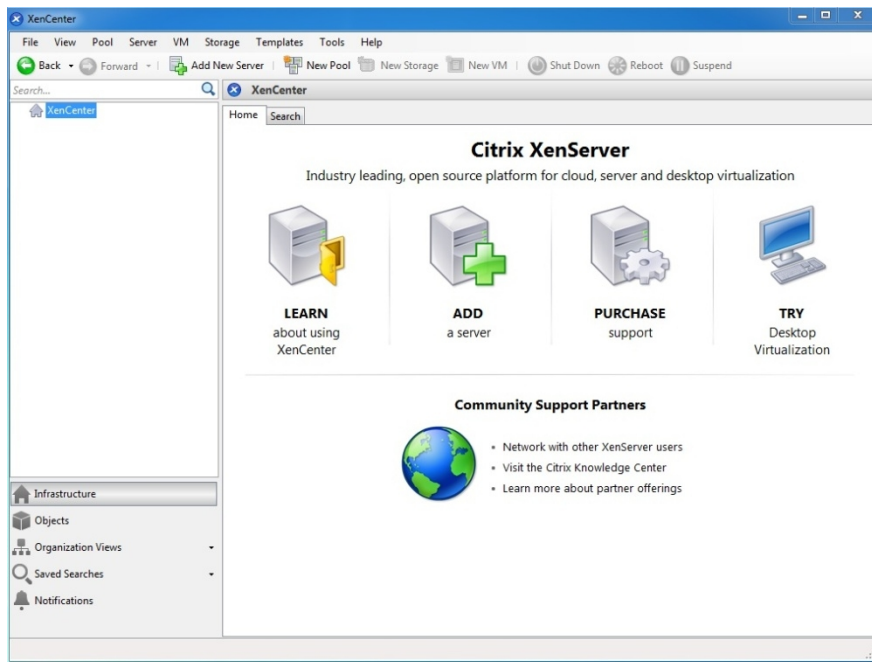 XenCenter
File View Pool Server VM Storage Templates Tools Help
Back Forward Add New Server New Pool New Storage New VM Shut Down Reboot Suspend
Search...
XenCenter
XenCenter
Home Search
Citrix XenServer
Industry leading, open source platform for cloud, server and desktop virtualization
LEARN
about using
XenCenter
ADD
a server
PURCHASE
support
TRY
Desktop
Virtualization
Community Support Partners
Network with other XenServer users
Visit the Citrix Knowledge Center
Learn more about partner offerings
Infrastructure
Objects
Organization Views
Saved Searches
Notifications